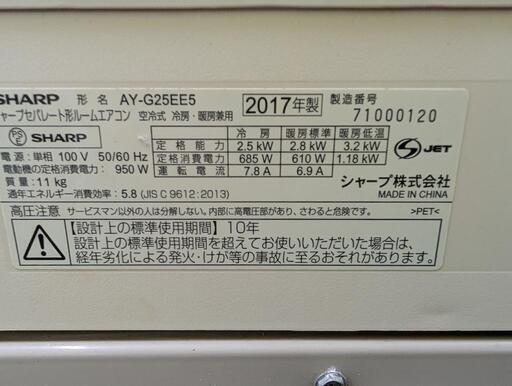 SHARP 形名 AY-G25EE5 2017年製 製造番号 71000120
シャープセパレート形ルームエアコン 空冷式 冷房・暖房兼用
PS E SHARP
電源：単相 100 V 50/60 Hz
電動機の定格消費電力： 950 W
質量：11 kg
通年エネルギー消費効率： 5.8 (JIS C 9612:2013)
冷房 暖房標準 暖房低温
定格能力 2.5 kW 2.8 kW 3.2 kW
定格消費電力 685 W 610 W 1.18 kW
運転電流 7.8 A 6.9 A
S JET
シャープ株式会社
MADE IN CHINA
高圧注意 サービスマン以外の人は分解しない。内部に高電圧部があり、さわると危険です。 >PET<
【設計上の標準使用期間】10年
設計上の標準使用期間を超えてお使いいただいた場合は、
経年劣化による発火・けが等の事故に至るおそれがあります。